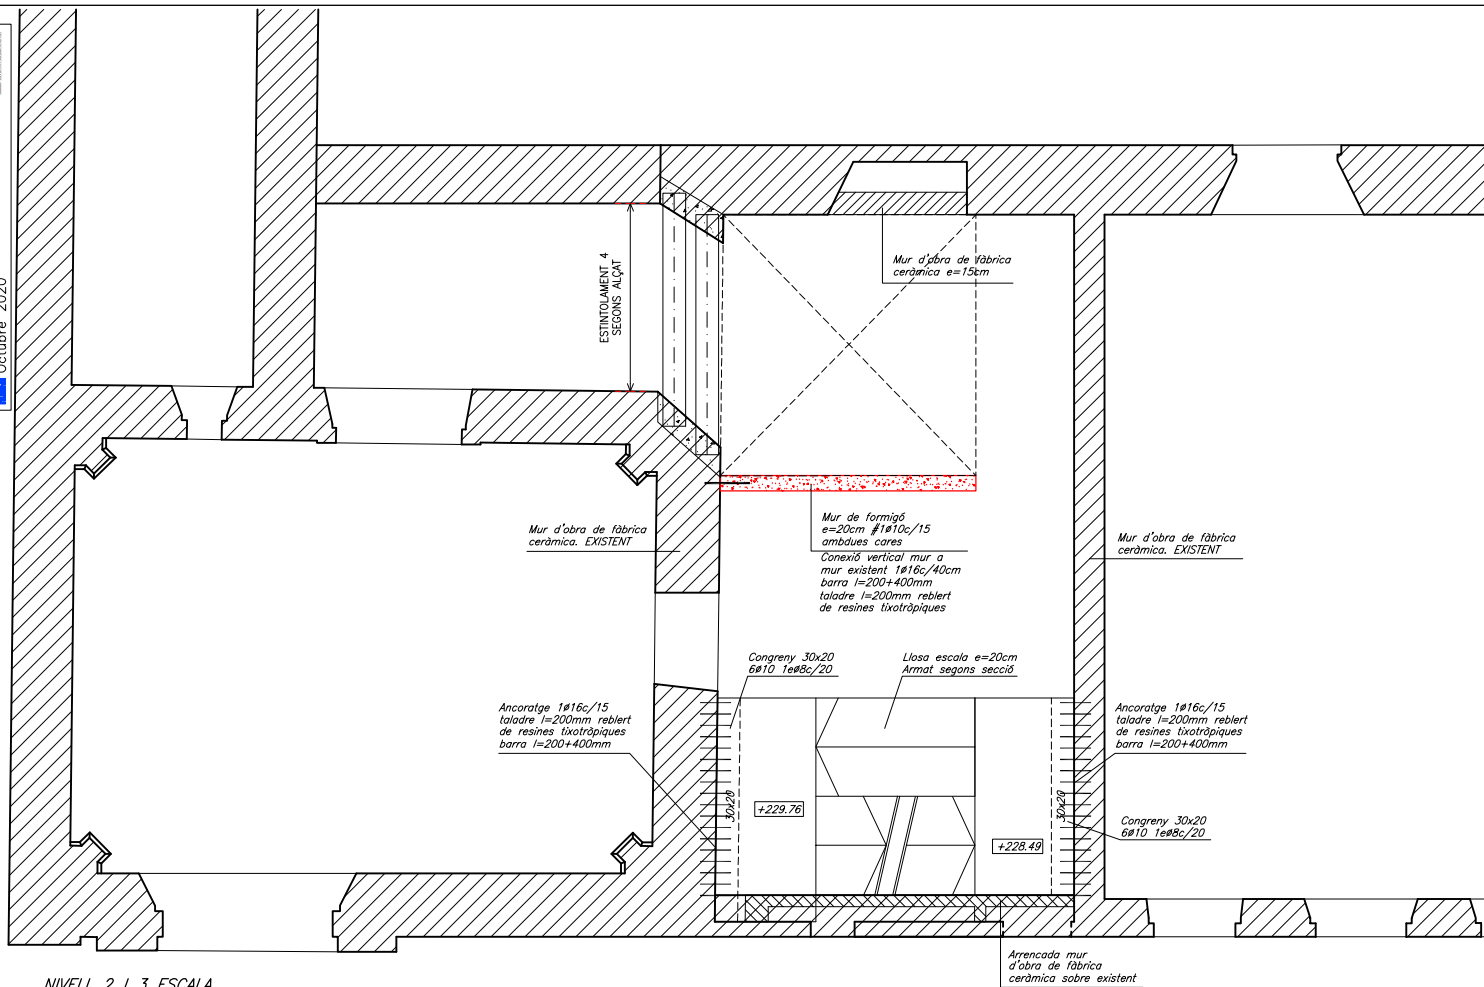 Octubre 2020
ESTINTOLAMENT 4
SEGONS ALÇAT
Mur d'obra de fàbrica
ceràmica e=15cm
Mur d'obra de fàbrica
ceràmica. EXISTENT
Mur de formigó
e=20cm #1ø10c/15
ambdues cares
Conexió vertical mur a
mur existent 1ø16c/40cm
barra l=200+400mm
taladre l=200mm reblert
de resines tixotròpiques
Mur d'obra de fàbrica
ceràmica. EXISTENT
Congreny 30x20
6ø10 1eø8c/20
Llosa escala e=20cm
Armat segons secció
Ancoratge 1ø16c/15
taladre l=200mm reblert
de resines tixotròpiques
barra l=200+400mm
Ancoratge 1ø16c/15
taladre l=200mm reblert
de resines tixotròpiques
barra l=200+400mm
30x20
+229.76
30x20
+228.49
Congreny 30x20
6ø10 1eø8c/20
Arrencada mur
d'obra de fàbrica
ceràmica sobre existent
NIVELL 2 I 3 ESCALA